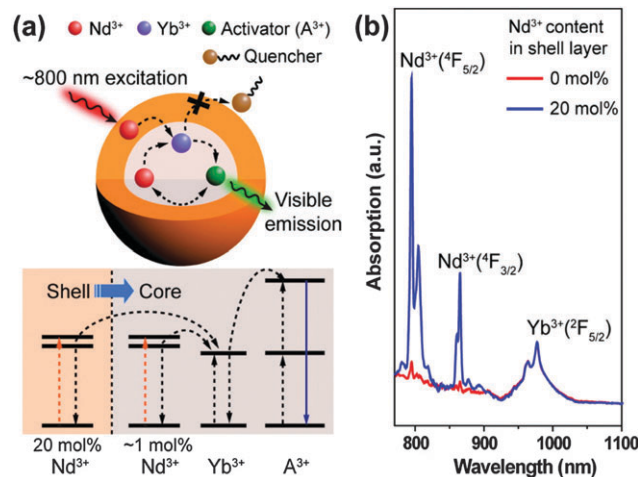 (a)
Nd³⁺ Yb³⁺ Activator (A³⁺)
Quencher
~800 nm excitation
Visible
emission
Shell Core
20 mol% ~1 mol%
Nd³⁺ Nd³⁺ Yb³⁺ A³⁺
(b)
Nd³⁺ content
in shell layer
0 mol%
20 mol%
Nd³⁺(⁴F₅/₂)
Nd³⁺(⁴F₃/₂)
Yb³⁺(²F₅/₂)
Absorption (a.u.)
800 900 1000 1100
Wavelength (nm)